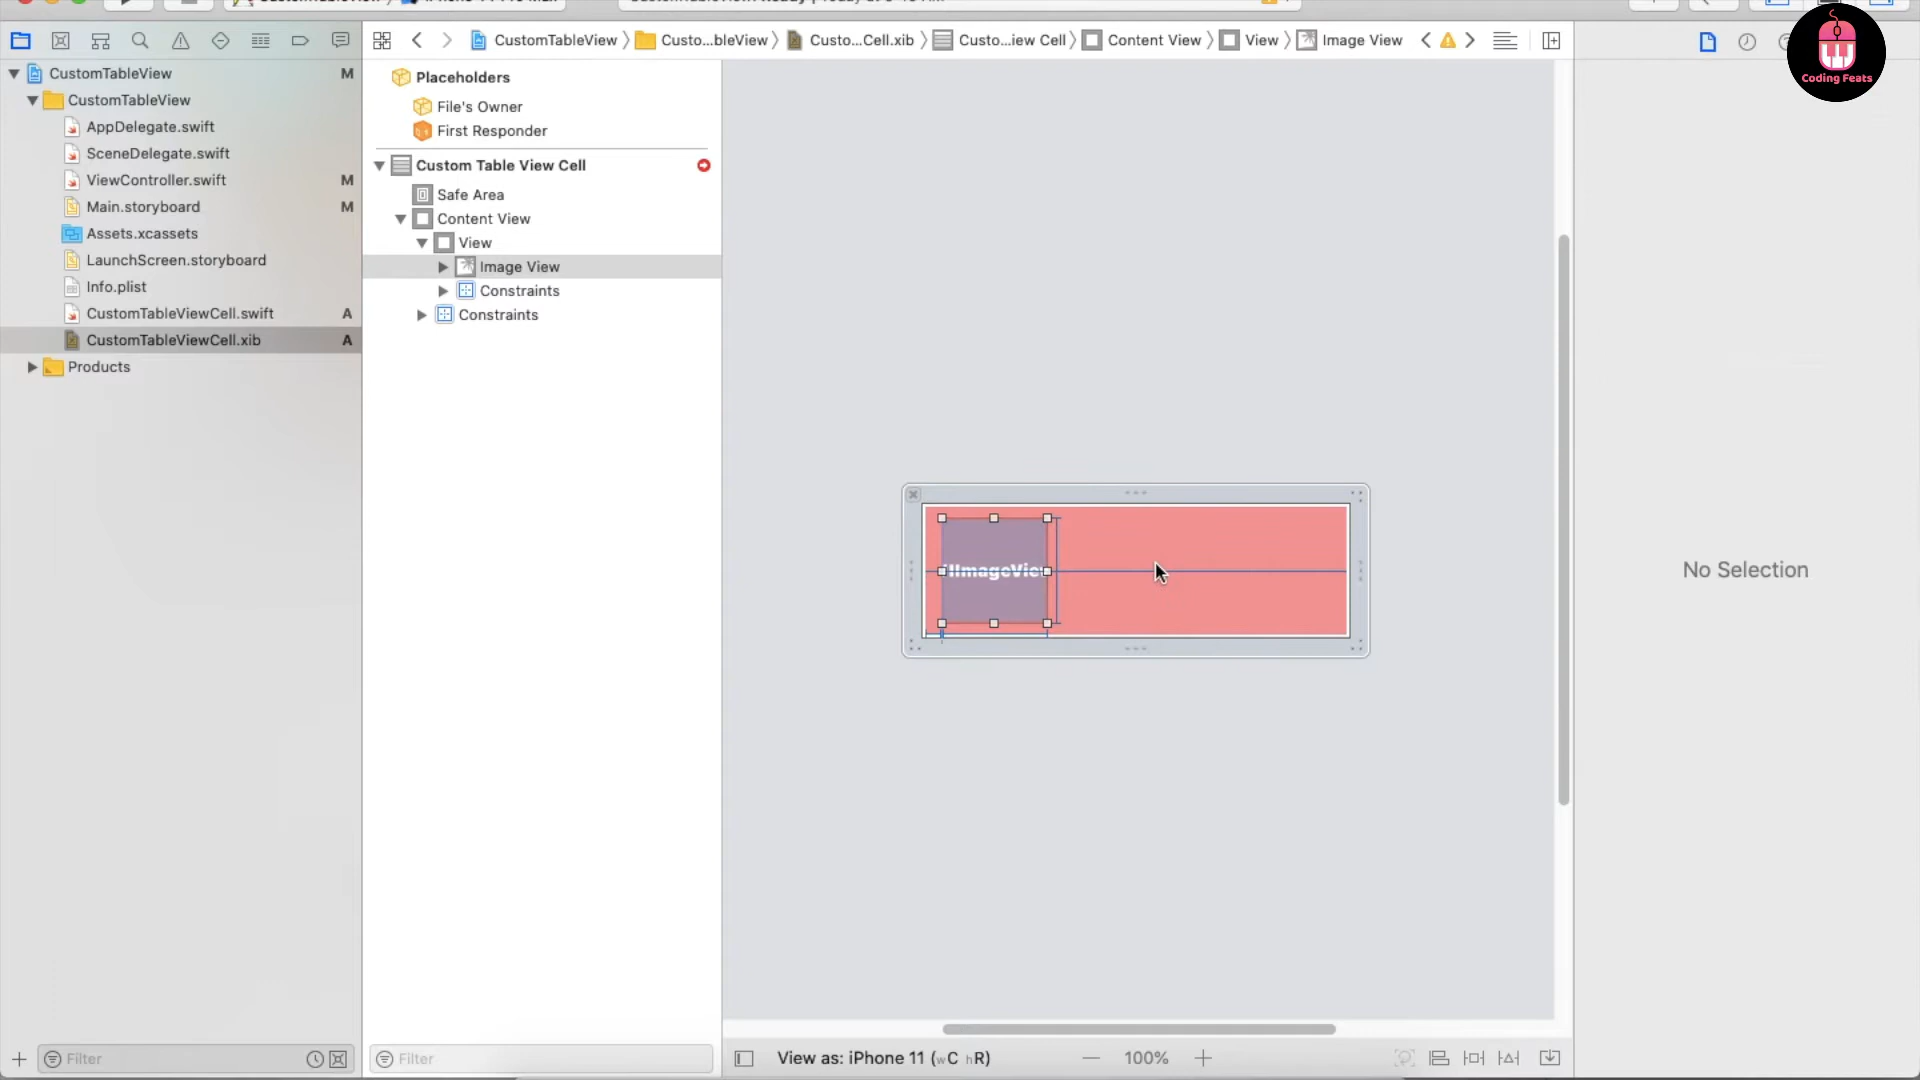 CustomTableView
Custo...bleView
Custo...Cell.xib
Custo...iew Cell
Content View
View
Image View
Coding Feats
CustomTableView M
CustomTableView
AppDelegate.swift
SceneDelegate.swift
ViewController.swift M
Main.storyboard M
Assets.xcassets
LaunchScreen.storyboard
Info.plist
CustomTableViewCell.swift A
CustomTableViewCell.xib A
Products
Placeholders
File's Owner
First Responder
Custom Table View Cell
Safe Area
Content View
View
Image View
Constraints
Constraints
No Selection
Filter
Filter
View as: iPhone 11 (wC hR)
100%